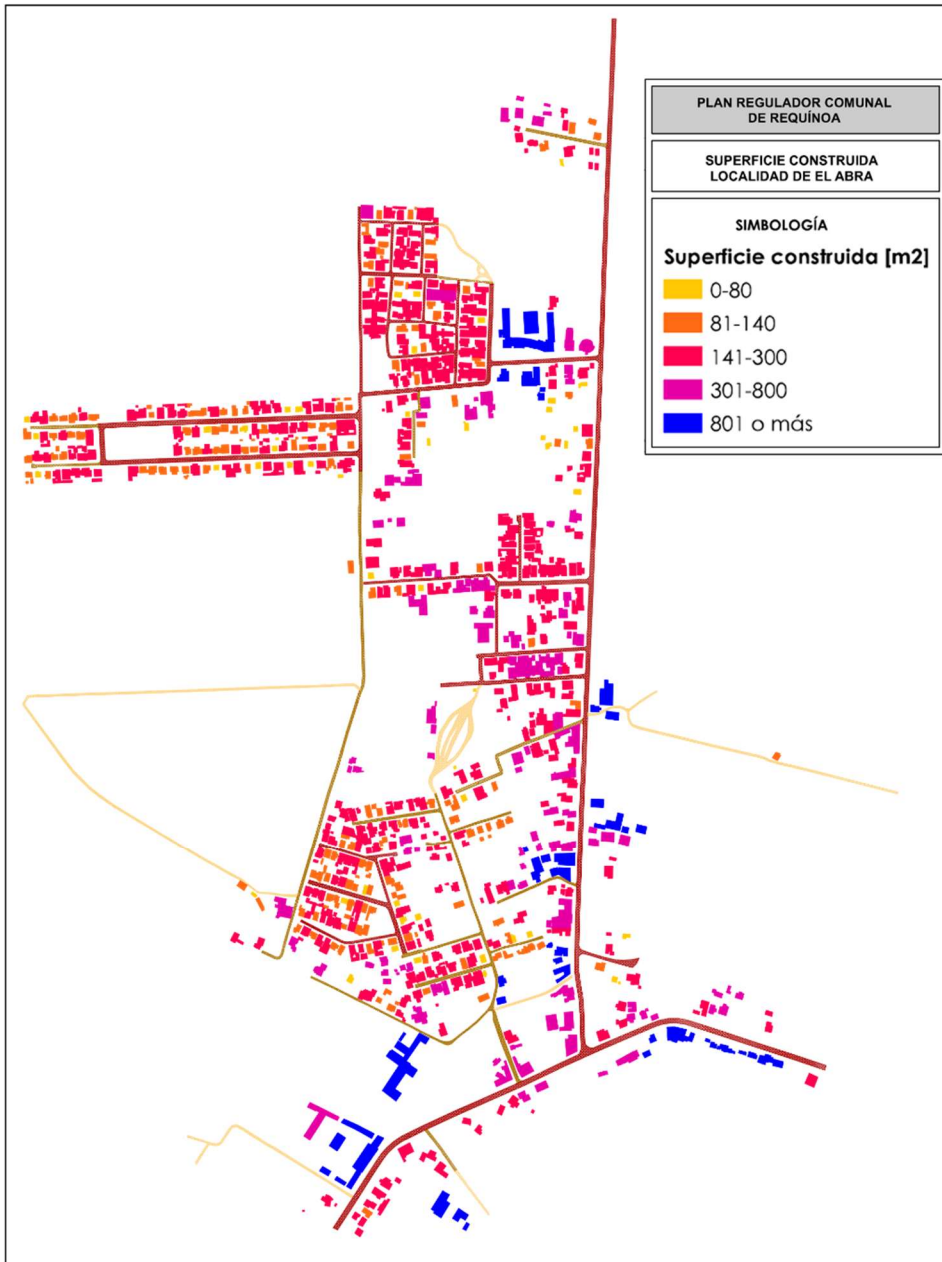 PLAN REGULADOR COMUNAL
DE REQUÍNOA
SUPERFICIE CONSTRUIDA
LOCALIDAD DE EL ABRA
SIMBOLOGÍA
Superficie construida [m2]
0-80
81-140
141-300
301-800
801 o más